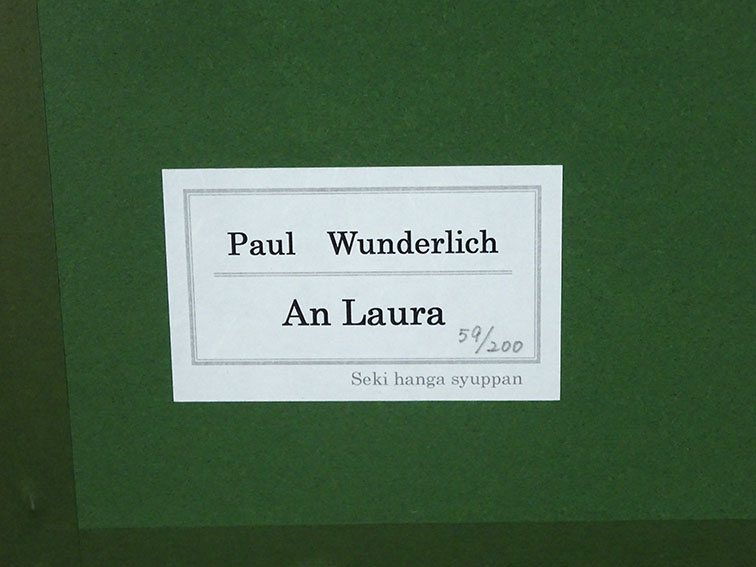 Paul Wunderlich
An Laura
59/200
Seki hanga syuppan